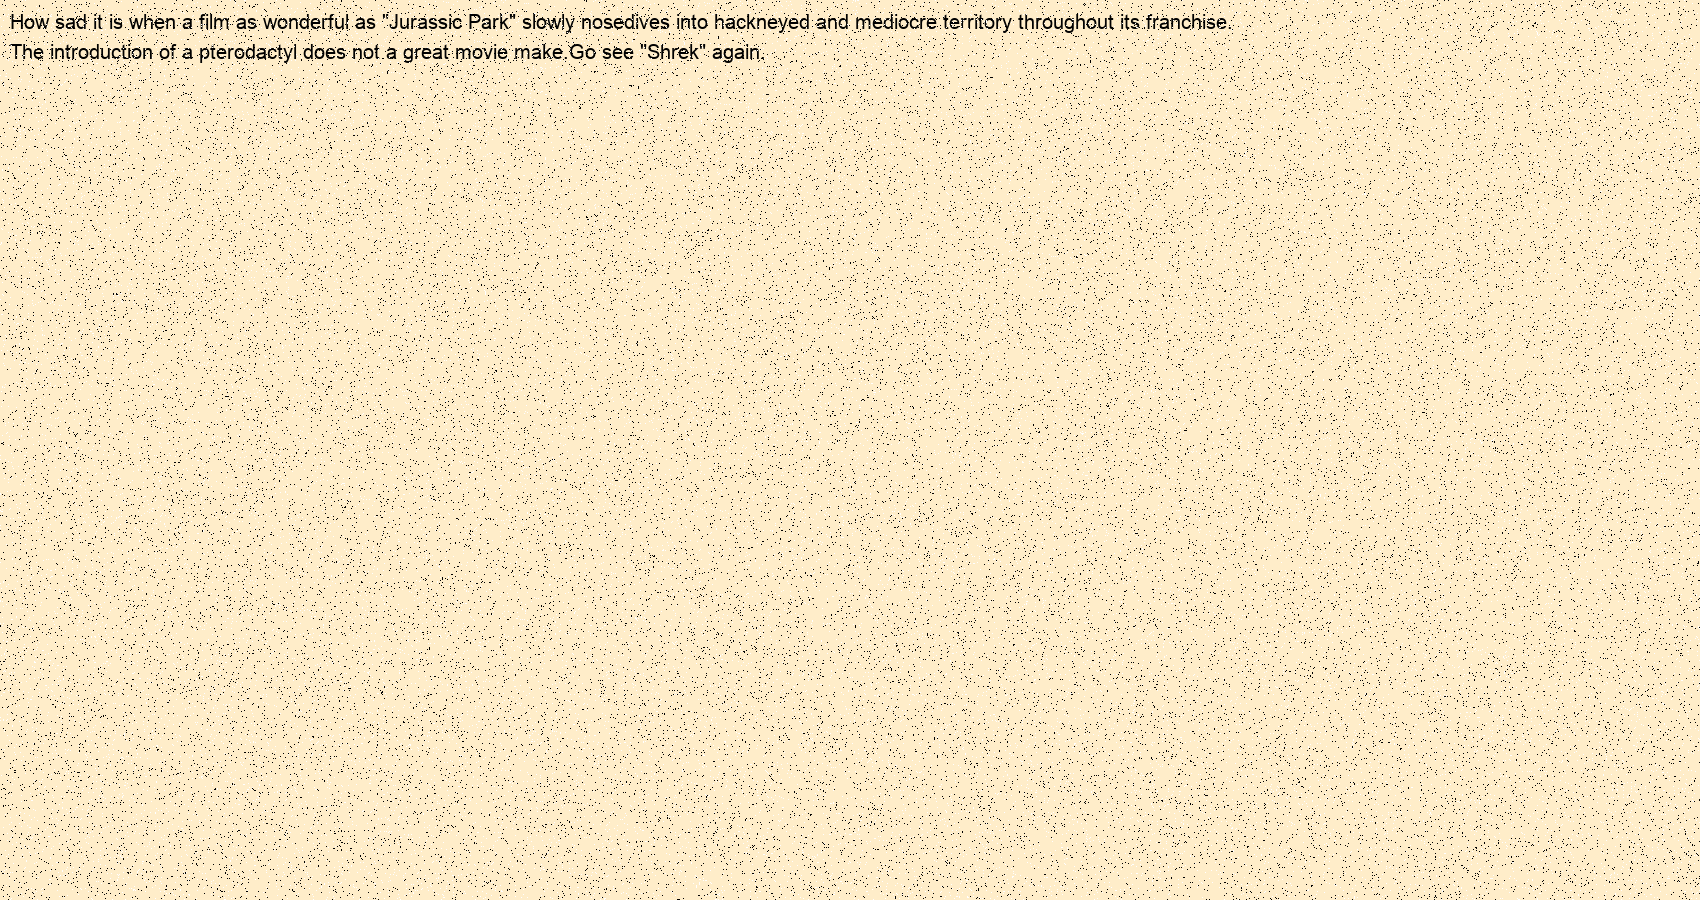 How sad it is when a film as wonderful as "Jurassic Park" slowly nosedives into hackneyed and mediocre territory throughout its franchise.
The introduction of a pterodactyl does not a great movie make.Go see "Shrek" again.